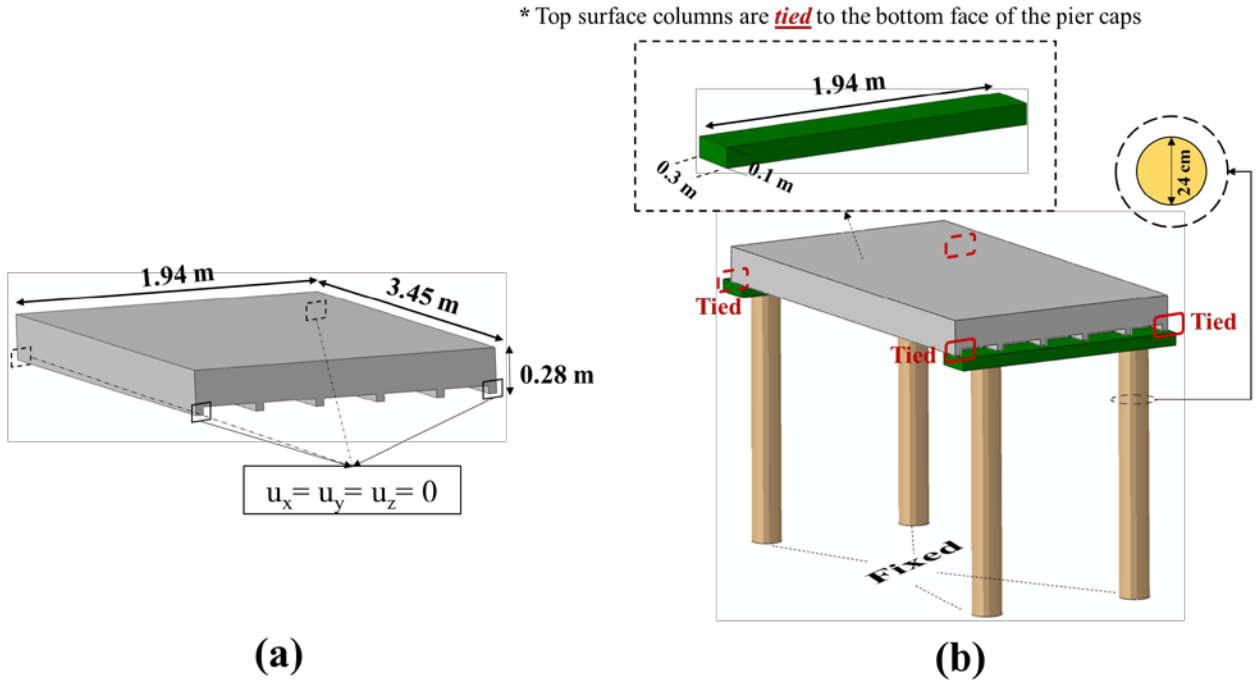 * Top surface columns are tied to the bottom face of the pier caps
1.94 m
3.45 m
0.28 m
ux= uy= uz= 0
(a)
1.94 m
0.3 m
0.1 m
24 cm
Tied
Tied
Tied
Fixed
(b)